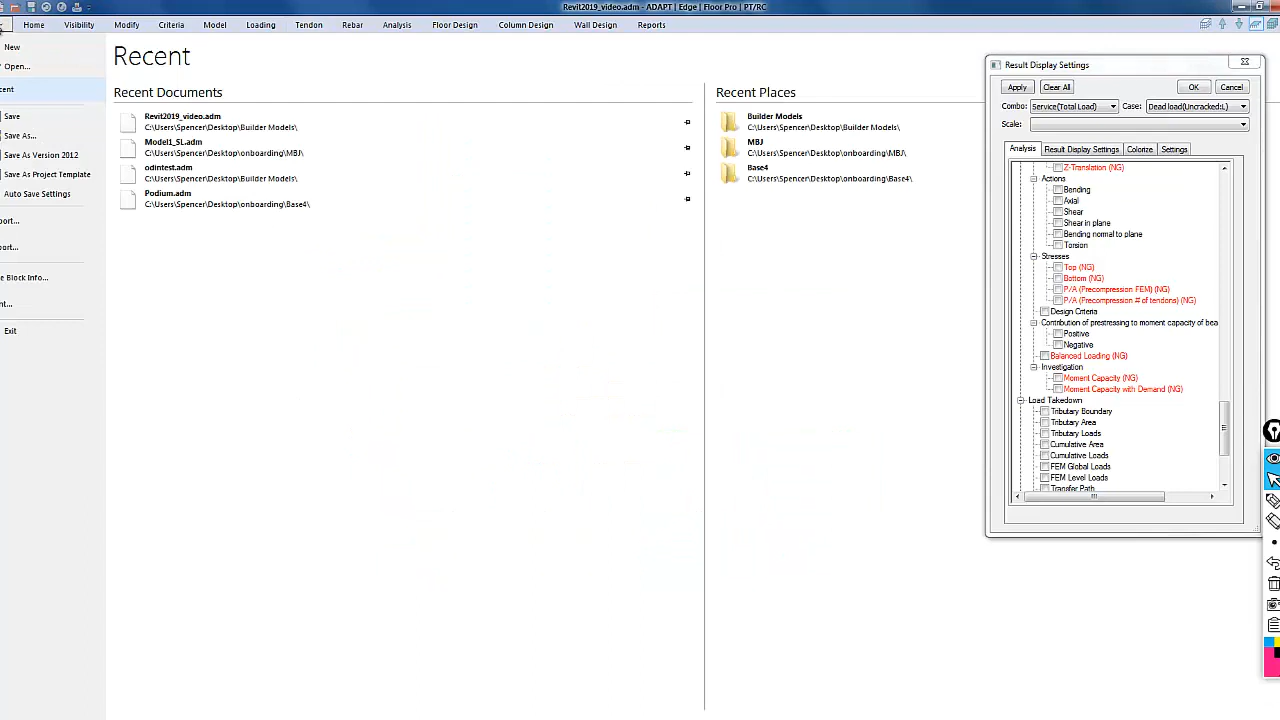 Revit2019_video.adm - ADAPT | Edge | Floor Pro | PT/RC
Home Visibility Modify Criteria Model Loading Tendon Rebar Analysis Floor Design Column Design Wall Design Reports
New
Open...
cent
Save
Save As...
Save As Version 2012
Save As Project Template
Auto Save Settings
port...
port...
e Block Info...
nt...
Exit
Recent
Recent Documents
Revit2019_video.adm
C:\Users\Spencer\Desktop\Builder Models\
Model1_SL.adm
C:\Users\Spencer\Desktop\onboarding\MBJ\
odintest.adm
C:\Users\Spencer\Desktop\Builder Models\
Podium.adm
C:\Users\Spencer\Desktop\onboarding\Base4\
Recent Places
Builder Models
C:\Users\Spencer\Desktop\Builder Models\
MBJ
C:\Users\Spencer\Desktop\onboarding\MBJ\
Base4
C:\Users\Spencer\Desktop\onboarding\Base4\
Result Display Settings
Apply Clear All OK Cancel
Combo: Service(Total Load) Case: Dead load(Uncracked:L)
Scale:
Analysis Result Display Settings Colorize Settings
Z-Translation (NG)
Actions
Bending
Axial
Shear
Shear in plane
Bending normal to plane
Torsion
Stresses
Top (NG)
Bottom (NG)
P/A (Precompression FEM) (NG)
P/A (Precompression # of tendons) (NG)
Design Criteria
Contribution of prestressing to moment capacity of bea
Positive
Negative
Balanced Loading (NG)
Investigation
Moment Capacity (NG)
Moment Capacity with Demand (NG)
Load Takedown
Tributary Boundary
Tributary Area
Tributary Loads
Cumulative Area
Cumulative Loads
FEM Global Loads
FEM Level Loads
Transfer Path